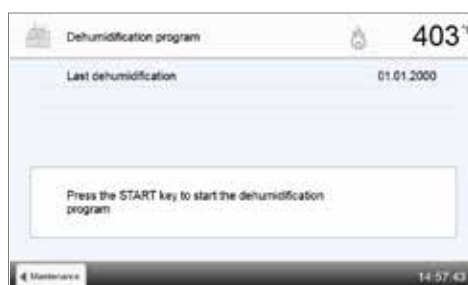 Dehumidification program 403°
Last dehumidification 01.01.2000
Press the START key to start the dehumidification
program
Maintenance 14:57:43